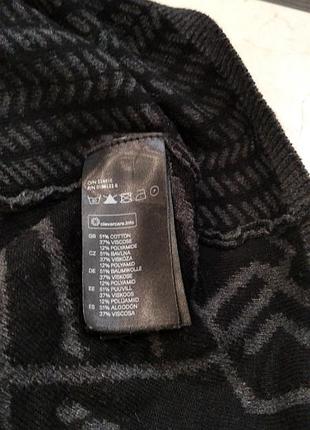 clevercare.info
GB 51% COTTON
37% VISCOSE
12% POLYAMIDE
CZ 51% BAVLNA
37% VISKÓZA
12% POLYAMID
DE 51% BAUMWOLLE
37% VISKOSE
12% POLYAMID
EE 51% PUUVILL
37% VISKOOS
12% POLÜAMIID
ES 51% ALGODÓN
37% VISCOSA